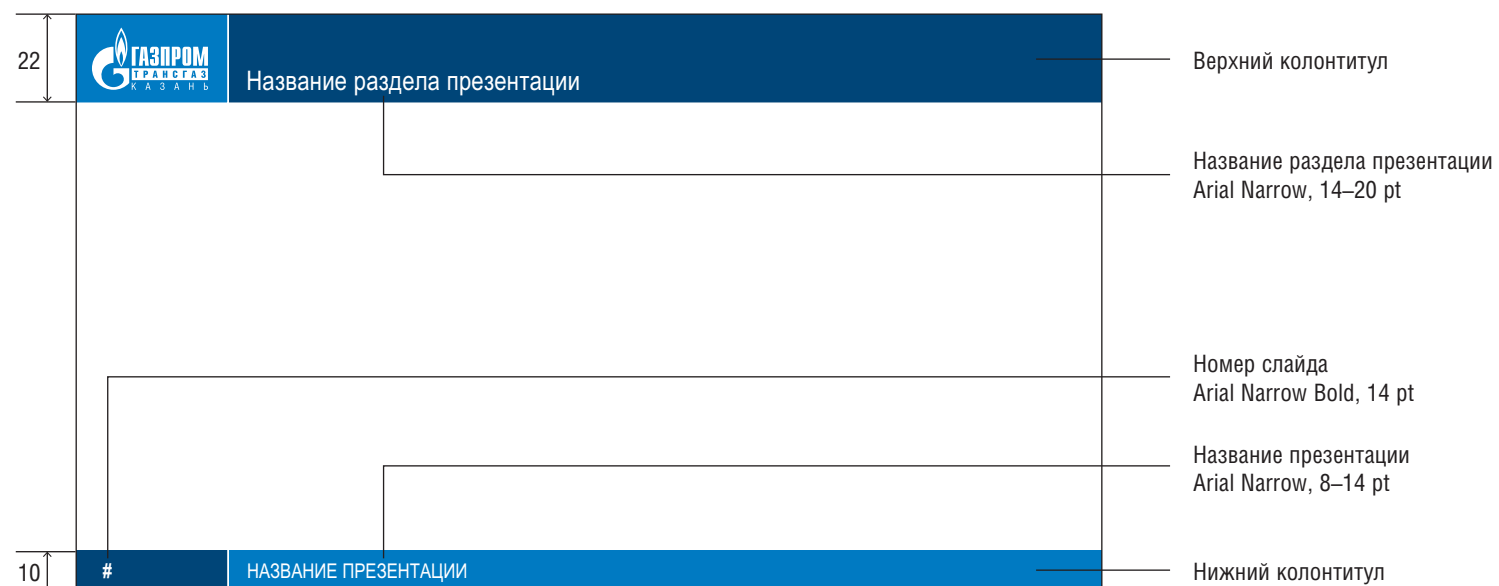 22
ГАЗПРОМ
ТРАНСГАЗ
КАЗАНЬ
Название раздела презентации
Верхний колонтитул
Название раздела презентации
Arial Narrow, 14–20 pt
Номер слайда
Arial Narrow Bold, 14 pt
Название презентации
Arial Narrow, 8–14 pt
10
#
НАЗВАНИЕ ПРЕЗЕНТАЦИИ
Нижний колонтитул